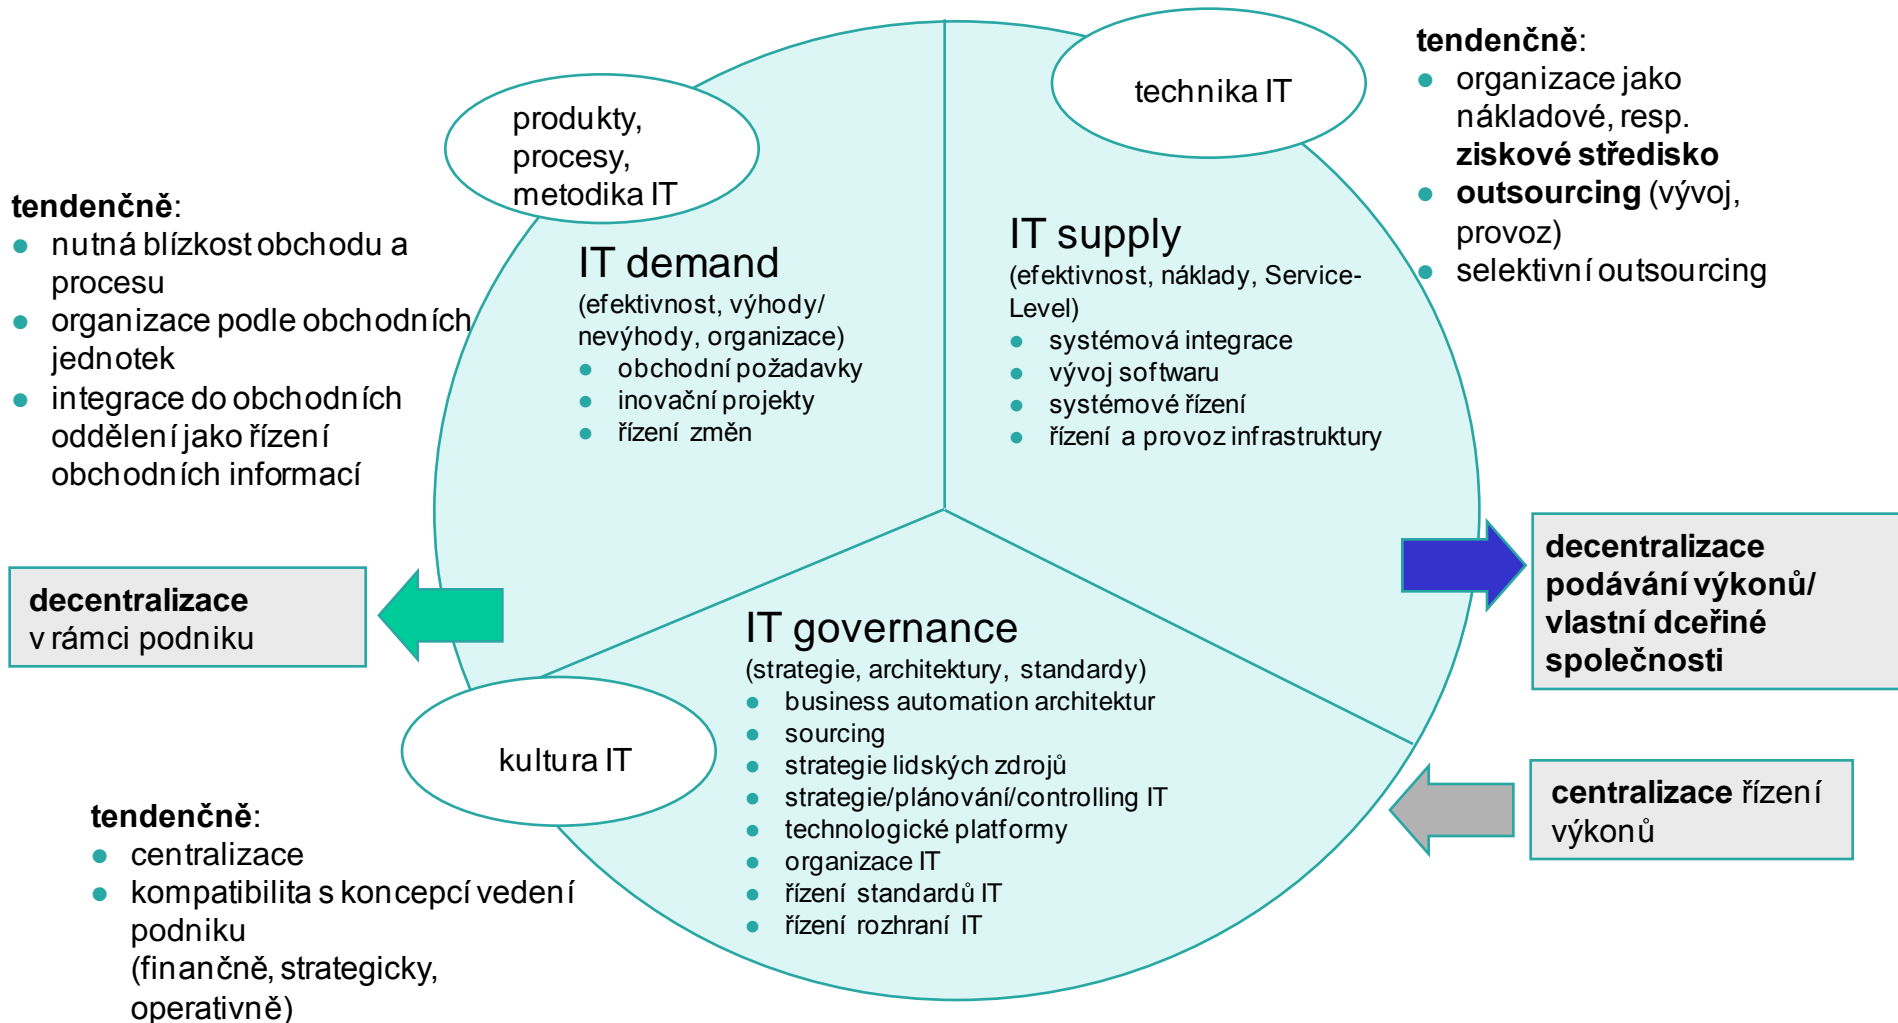 produkty,
procesy,
metodika IT
technika IT
tendenčně:
organizace jako
nákladové, resp.
ziskové středisko
outsourcing (vývoj,
provoz)
selektivní outsourcing
tendenčně:
nutná blízkost obchodu a
procesu
organizace podle obchodních
jednotek
integrace do obchodních
oddělení jako řízení
obchodních informací
IT demand
(efektivnost, výhody/
nevýhody, organizace)
obchodní požadavky
inovační projekty
řízení změn
IT supply
(efektivnost, náklady, Service-
Level)
systémová integrace
vývoj softwaru
systémové řízení
řízení a provoz infrastruktury
decentralizace
v rámci podniku
decentralizace
podávání výkonů/
vlastní dceřiné
společnosti
IT governance
(strategie, architektury, standardy)
business automation architektur
sourcing
strategie lidských zdrojů
strategie/plánování/controlling IT
technologické platformy
organizace IT
řízení standardů IT
řízení rozhraní IT
kultura IT
centralizace řízení
výkonů
tendenčně:
centralizace
kompatibilita s koncepcí vedení
podniku
(finančně, strategicky,
operativně)